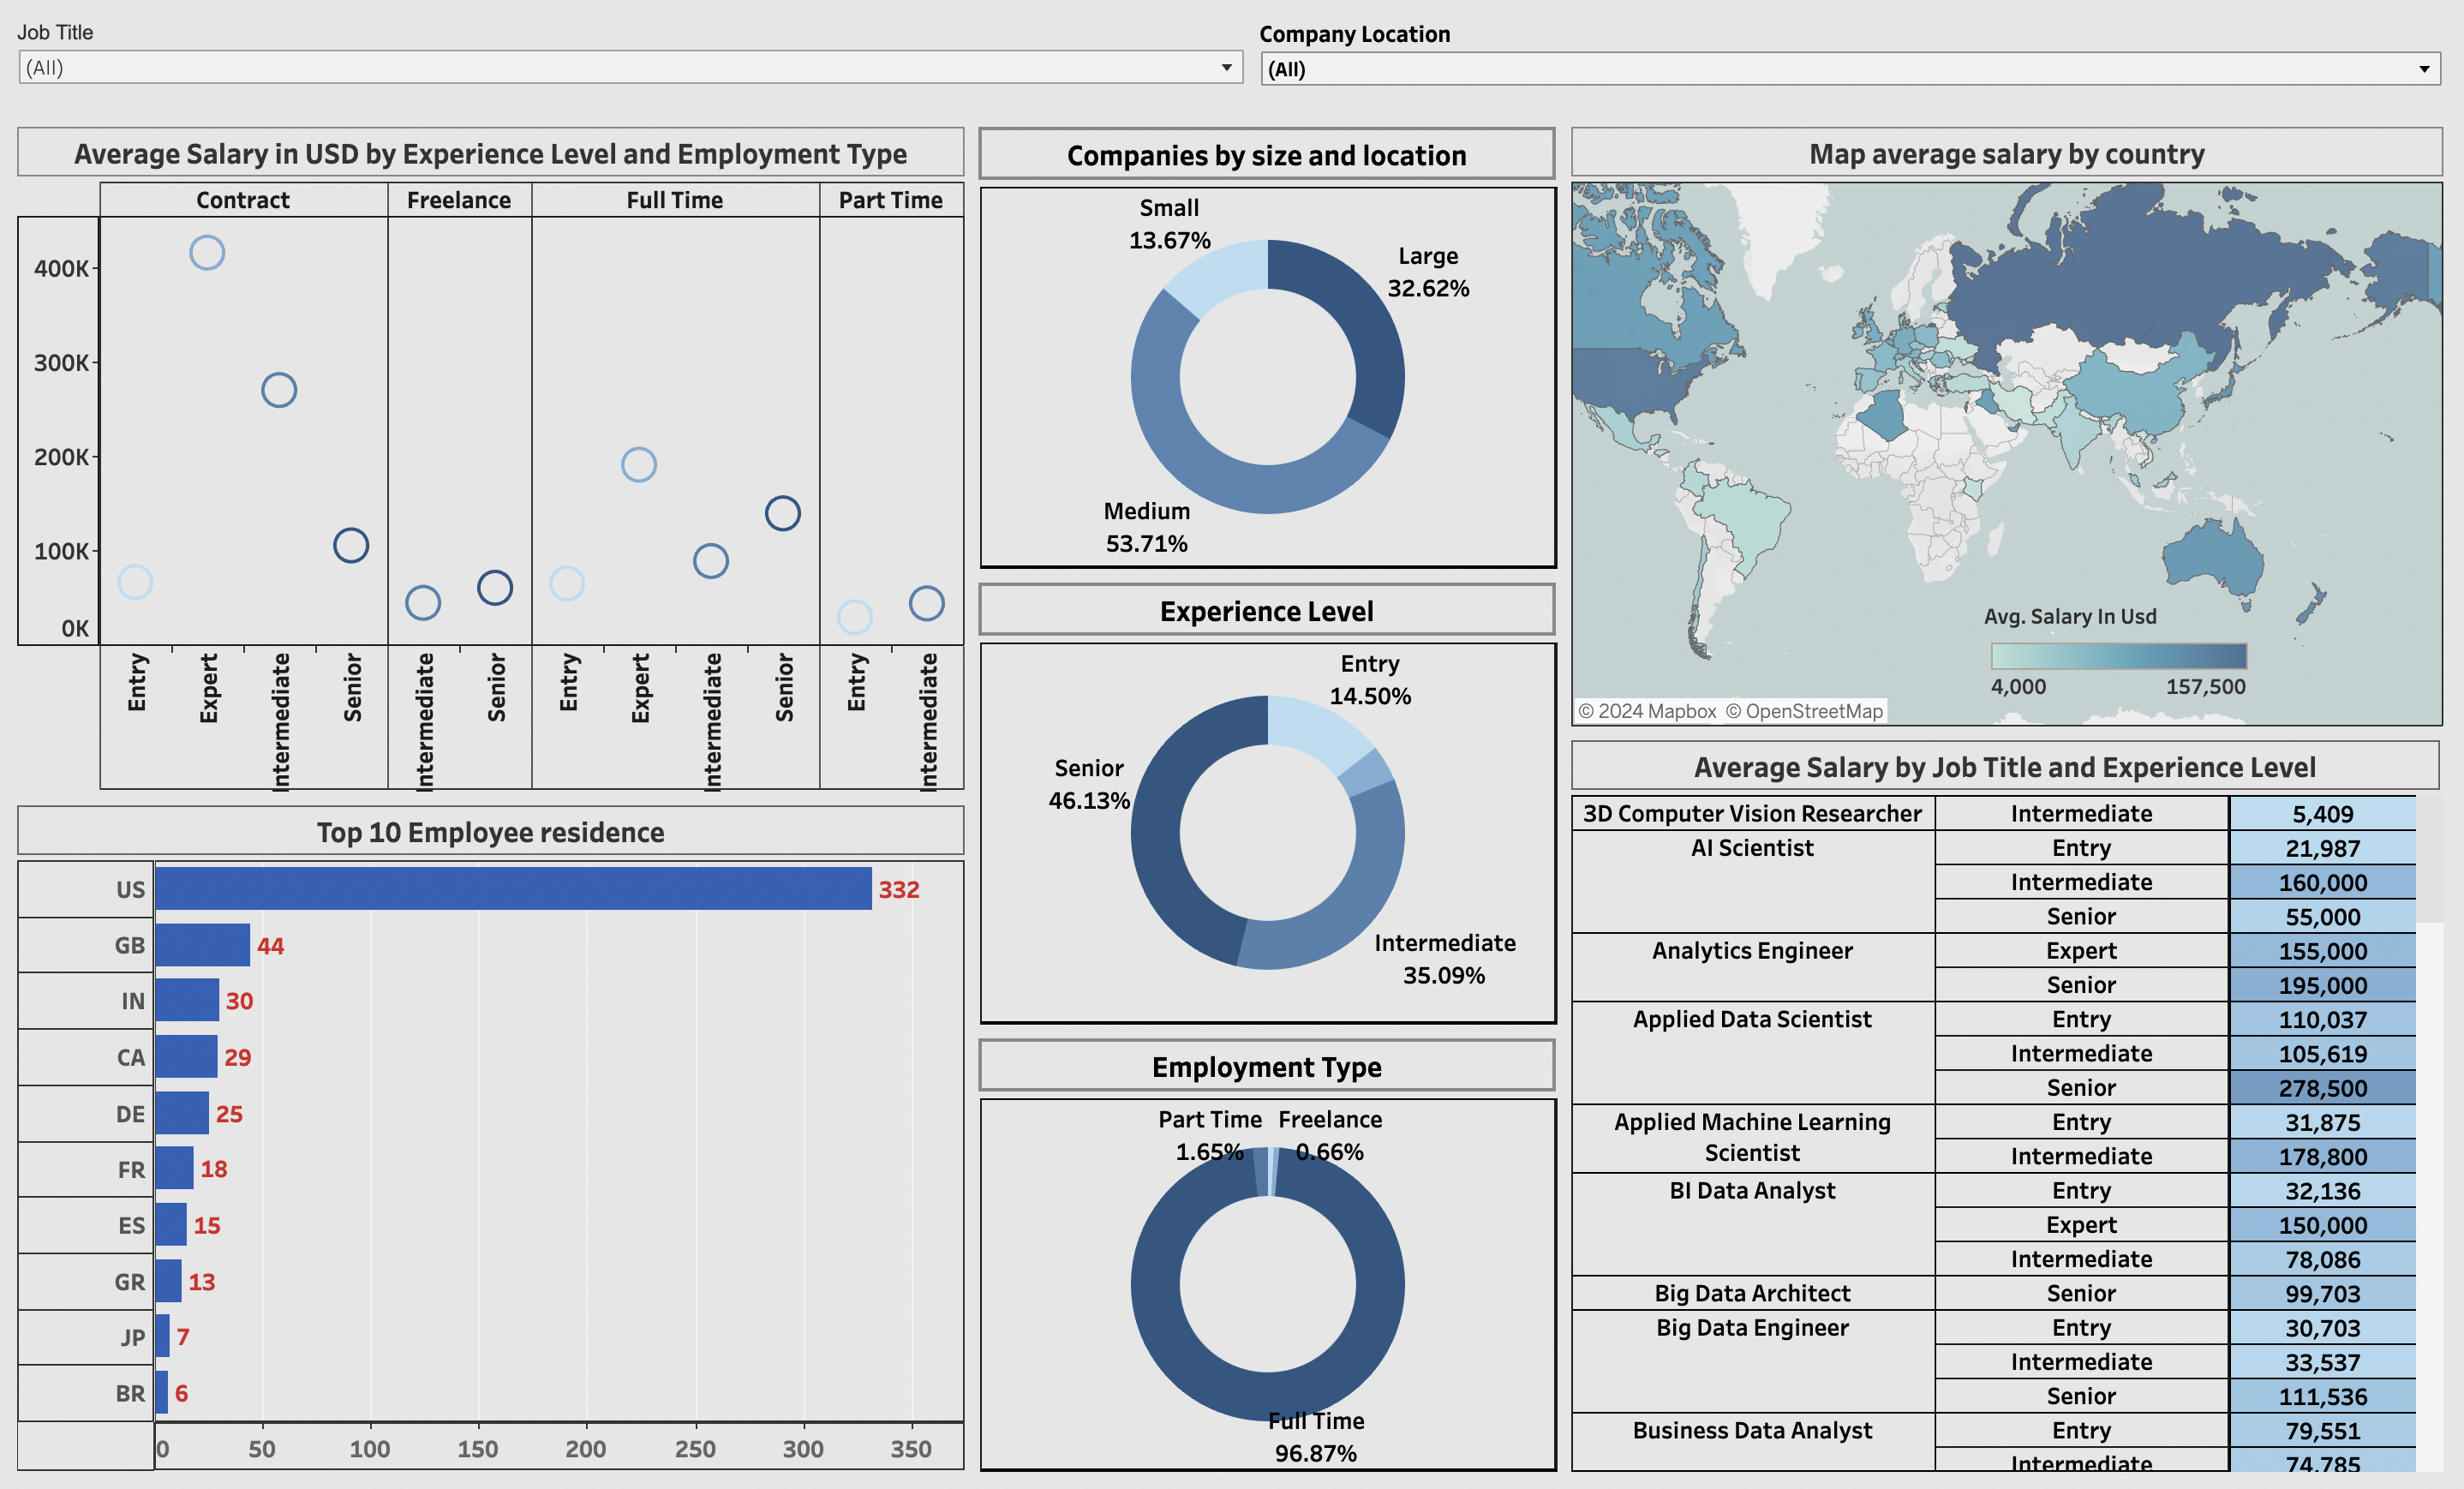 Job Title
(All)
Company Location
(All)
Average Salary in USD by Experience Level and Employment Type
Contract
Freelance
Full Time
Part Time
400K
300K
200K
100K
0K
Entry
Expert
Intermediate
Senior
Intermediate
Senior
Entry
Expert
Intermediate
Senior
Entry
Intermediate
Top 10 Employee residence
US 332
GB 44
IN 30
CA 29
DE 25
FR 18
ES 15
GR 13
JP 7
BR 6
0 50 100 150 200 250 300 350
Companies by size and location
Small
13.67%
Large
32.62%
Medium
53.71%
Experience Level
Entry
14.50%
Senior
46.13%
Intermediate
35.09%
Employment Type
Part Time
1.65%
Freelance
0.66%
Full Time
96.87%
Map average salary by country
Avg. Salary In Usd
4,000 157,500
© 2024 Mapbox © OpenStreetMap
Average Salary by Job Title and Experience Level
3D Computer Vision Researcher Intermediate 5,409
AI Scientist Entry 21,987
Intermediate 160,000
Senior 55,000
Analytics Engineer Expert 155,000
Senior 195,000
Applied Data Scientist Entry 110,037
Intermediate 105,619
Senior 278,500
Applied Machine Learning Entry 31,875
Scientist Intermediate 178,800
BI Data Analyst Entry 32,136
Expert 150,000
Intermediate 78,086
Big Data Architect Senior 99,703
Big Data Engineer Entry 30,703
Intermediate 33,537
Senior 111,536
Business Data Analyst Entry 79,551
Intermediate 74,785